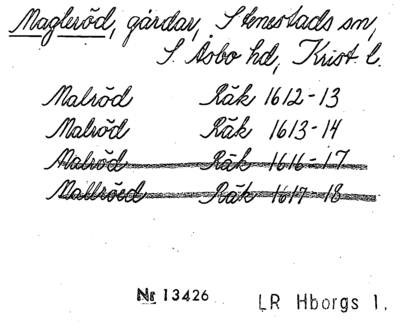 Magleröd, gårdar, Stenestads sn,
S. Åsbo hd, Krist l.
Malröd Räk 1612-13
Malröd Räk 1613-14
Malröd Räk 1616-17
Mallröed Räk 1617-18
Nr 13426 LR Hborgs l.